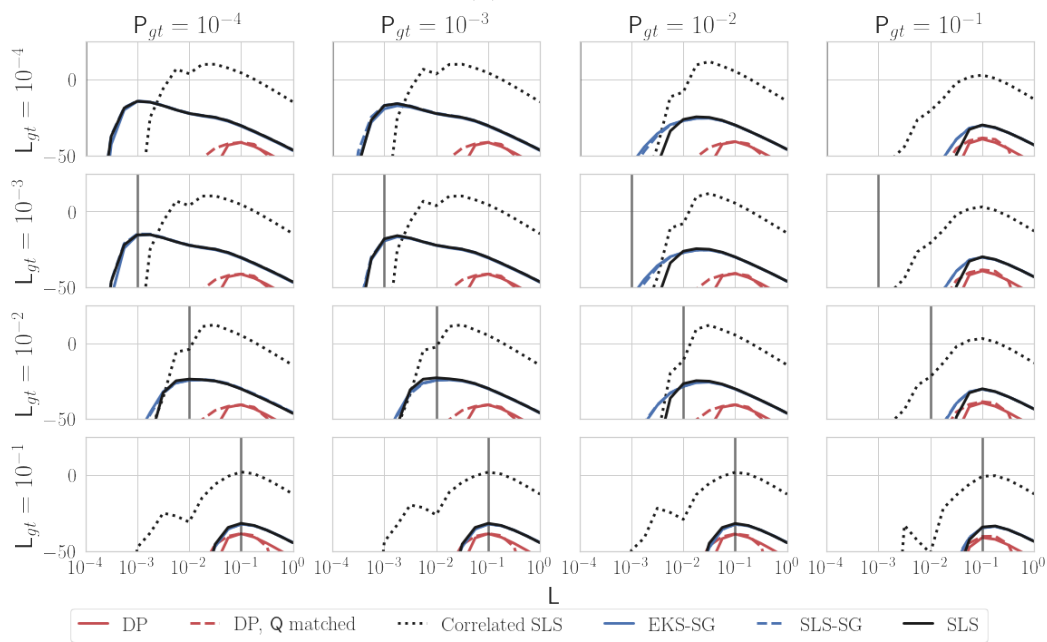 P_gt = 10^-4 P_gt = 10^-3 P_gt = 10^-2 P_gt = 10^-1
L_gt = 10^-4
0
−50
L_gt = 10^-3
0
−50
L_gt = 10^-2
0
−50
L_gt = 10^-1
0
−50
10^-4 10^-3 10^-2 10^-1 10^0 10^-4 10^-3 10^-2 10^-1 10^0 10^-4 10^-3 10^-2 10^-1 10^0 10^-4 10^-3 10^-2 10^-1 10^0
L
DP DP, Q matched Correlated SLS EKS-SG SLS-SG SLS